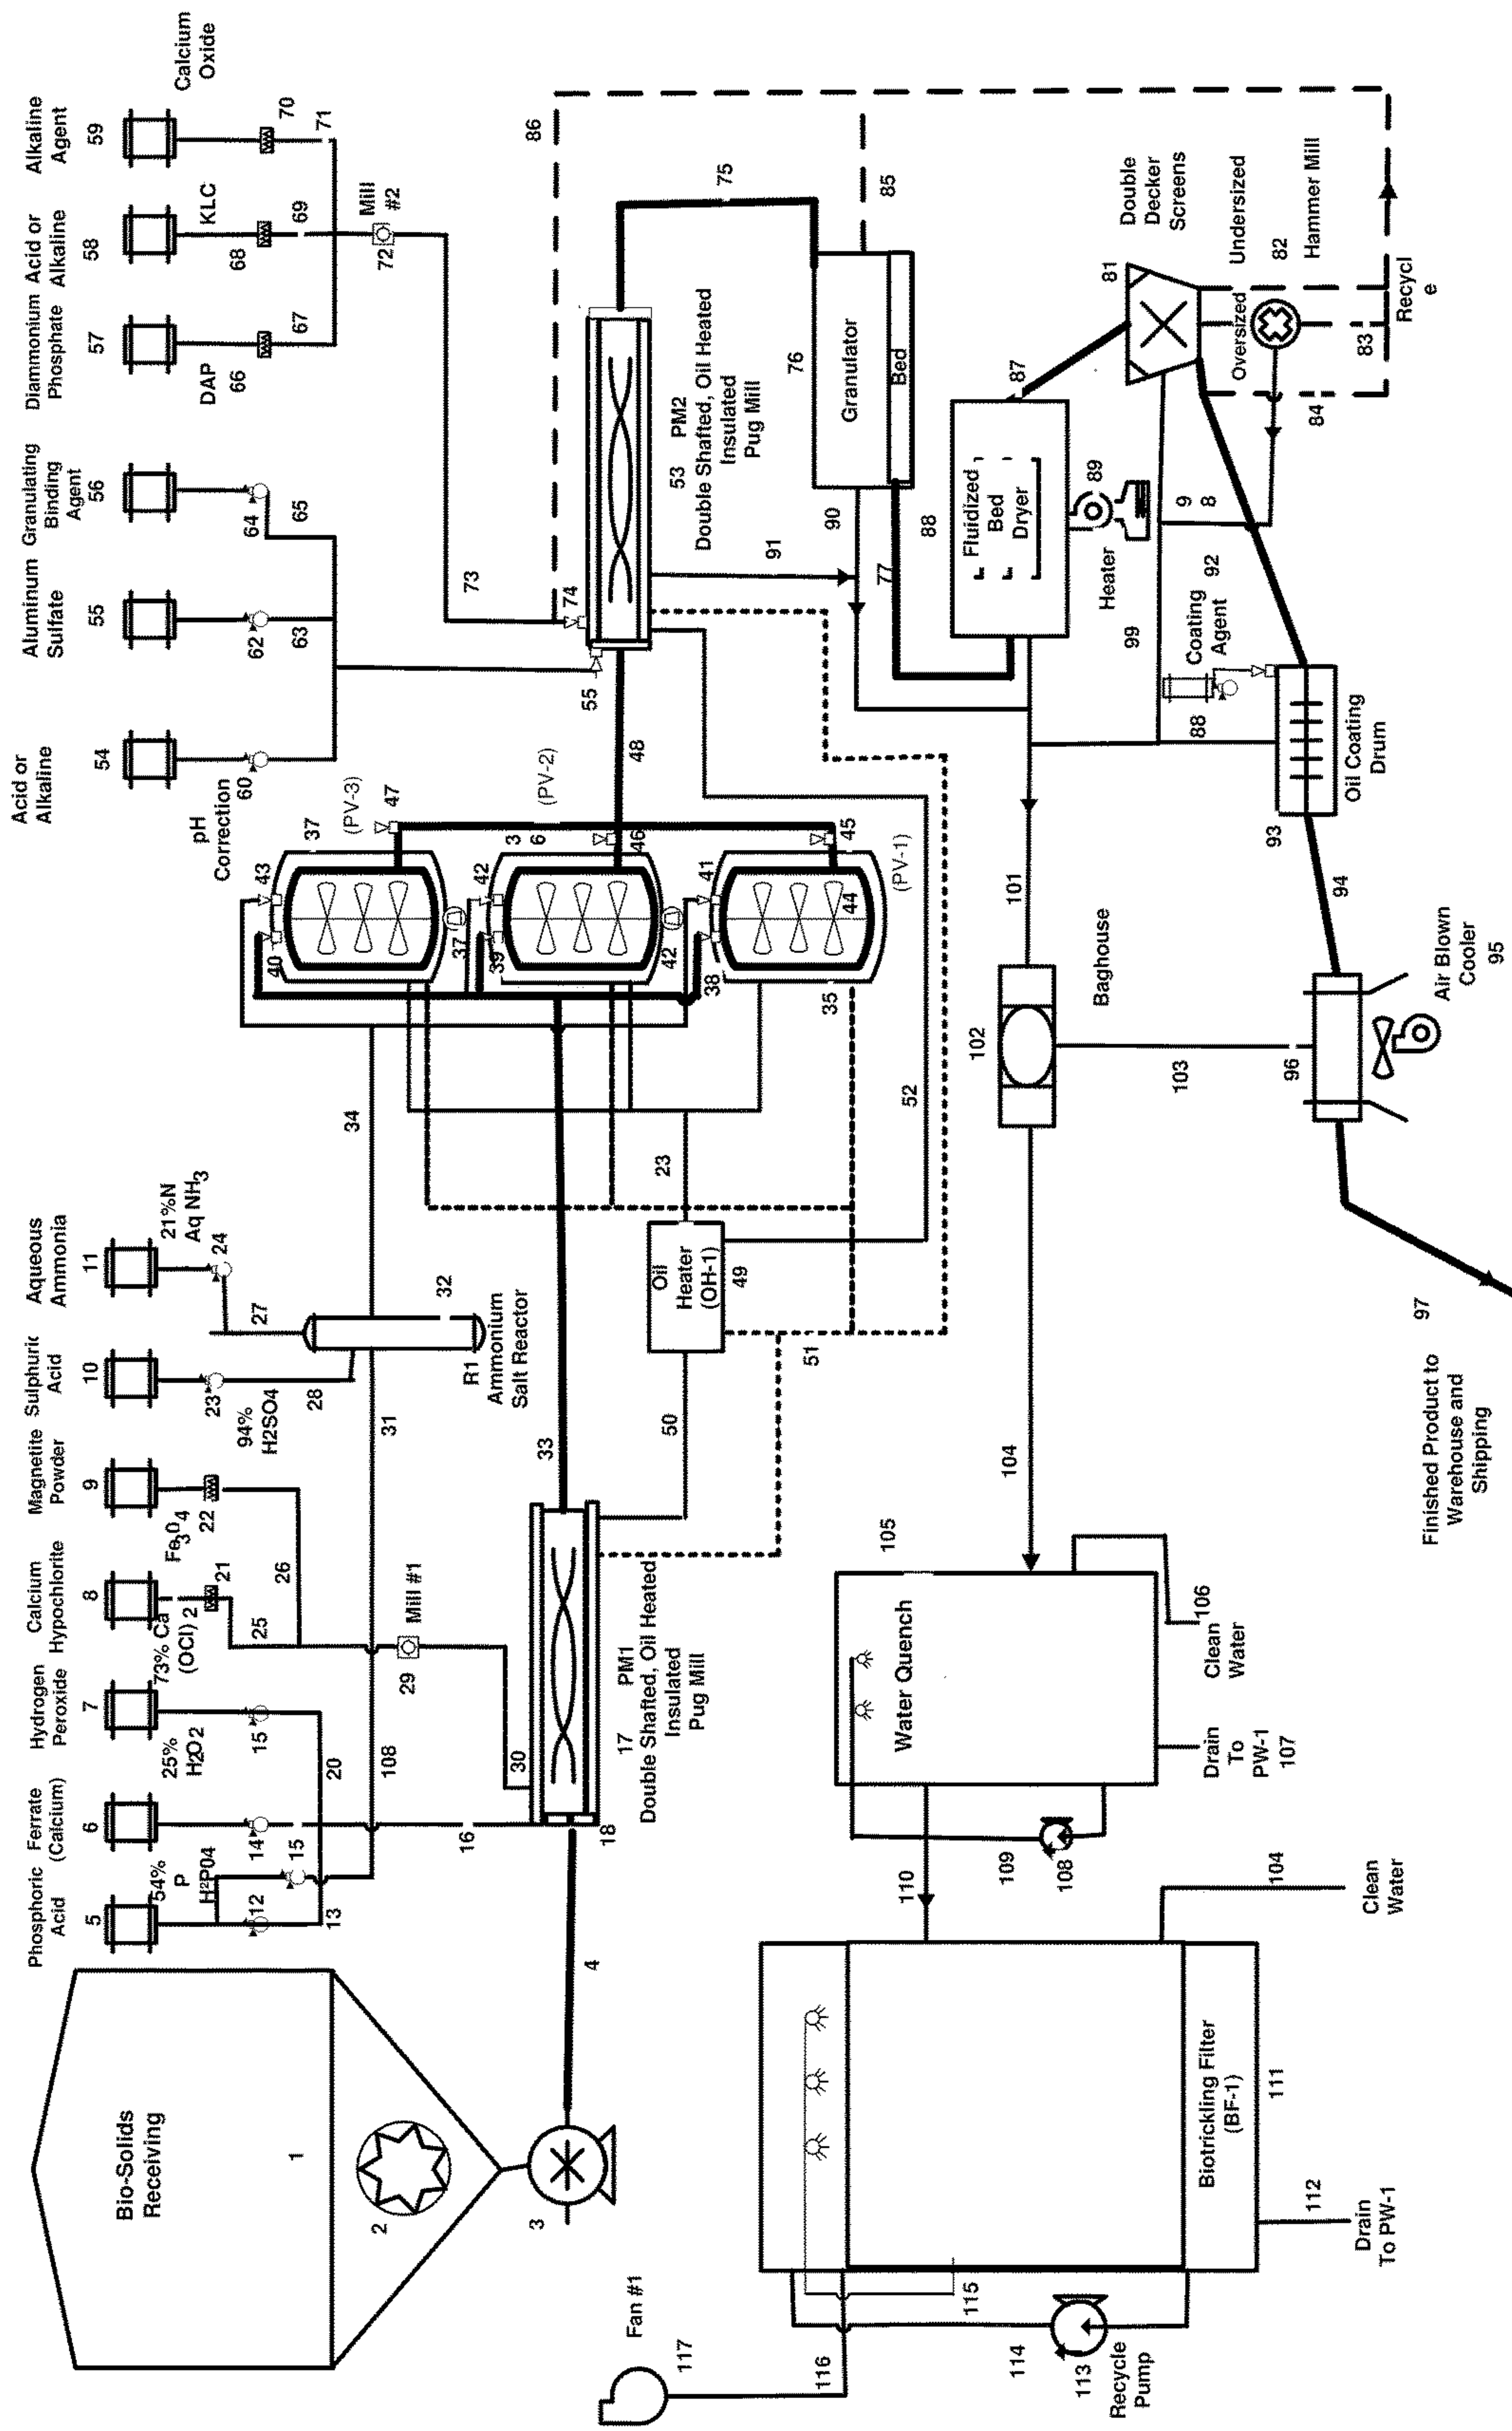 Bio-Solids
Receiving
1
2
3
4
Phosphoric
Acid
5
54%
P
H²P04
12
13
15
Ferrate
(Calcium)
6
14
16
18
Hydrogen
Peroxide
7
25%
H2O2
15
20
108
Calcium
Hypochlorite
8
73% Ca
(OCl) 2
21
25
Magnetite
Powder
9
Fe3O4
22
26
29
Mill #1
30
Sulphuric
Acid
10
23
94%
H2SO4
28
31
Aqueous
Ammonia
11
21%N
Aq NH3
24
27
32
R1
Ammonium
Salt Reactor
17 PM1
Double Shafted, Oil Heated
Insulated
Pug Mill
33
34
50
51
Oil
Heater
(OH-1)
49
23
52
pH
Correction
37
(PV-3)
43
40
47
37
42
39
3
6
(PV-2)
46
42
41
38
44
45
35
(PV-1)
48
Acid or
Alkaline
54
60
Aluminum
Sulfate
55
62
63
Granulating
Binding
Agent
56
64
65
Diammonium
Phosphate
57
DAP
66
67
Acid or
Alkaline
58
KLC
68
69
Alkaline
Agent
59
Calcium
Oxide
70
71
Mill
#2
72
73
74
55
53 PM2
Double Shafted, Oil Heated
Insulated
Pug Mill
75
86
85
76
Granulator
Bed
90
91
77
88
Fluidized
Bed
Dryer
87
89
Heater
Double
Decker
Screens
81
Undersized
Oversized
82
Hammer Mill
83
84
Recycl
e
9
8
99
92
Coating
Agent
88
Oil Coating
Drum
93
94
Air Blown
Cooler
95
96
97
Finished Product to
Warehouse and
Shipping
101
102
Baghouse
103
104
105
Water Quench
106
Clean
Water
Drain
To
PW-1
107
108
109
110
104
Clean
Water
Biotrickling Filter
(BF-1)
111
112
Drain
To PW-1
113
Recycle
Pump
114
115
116
117
Fan #1